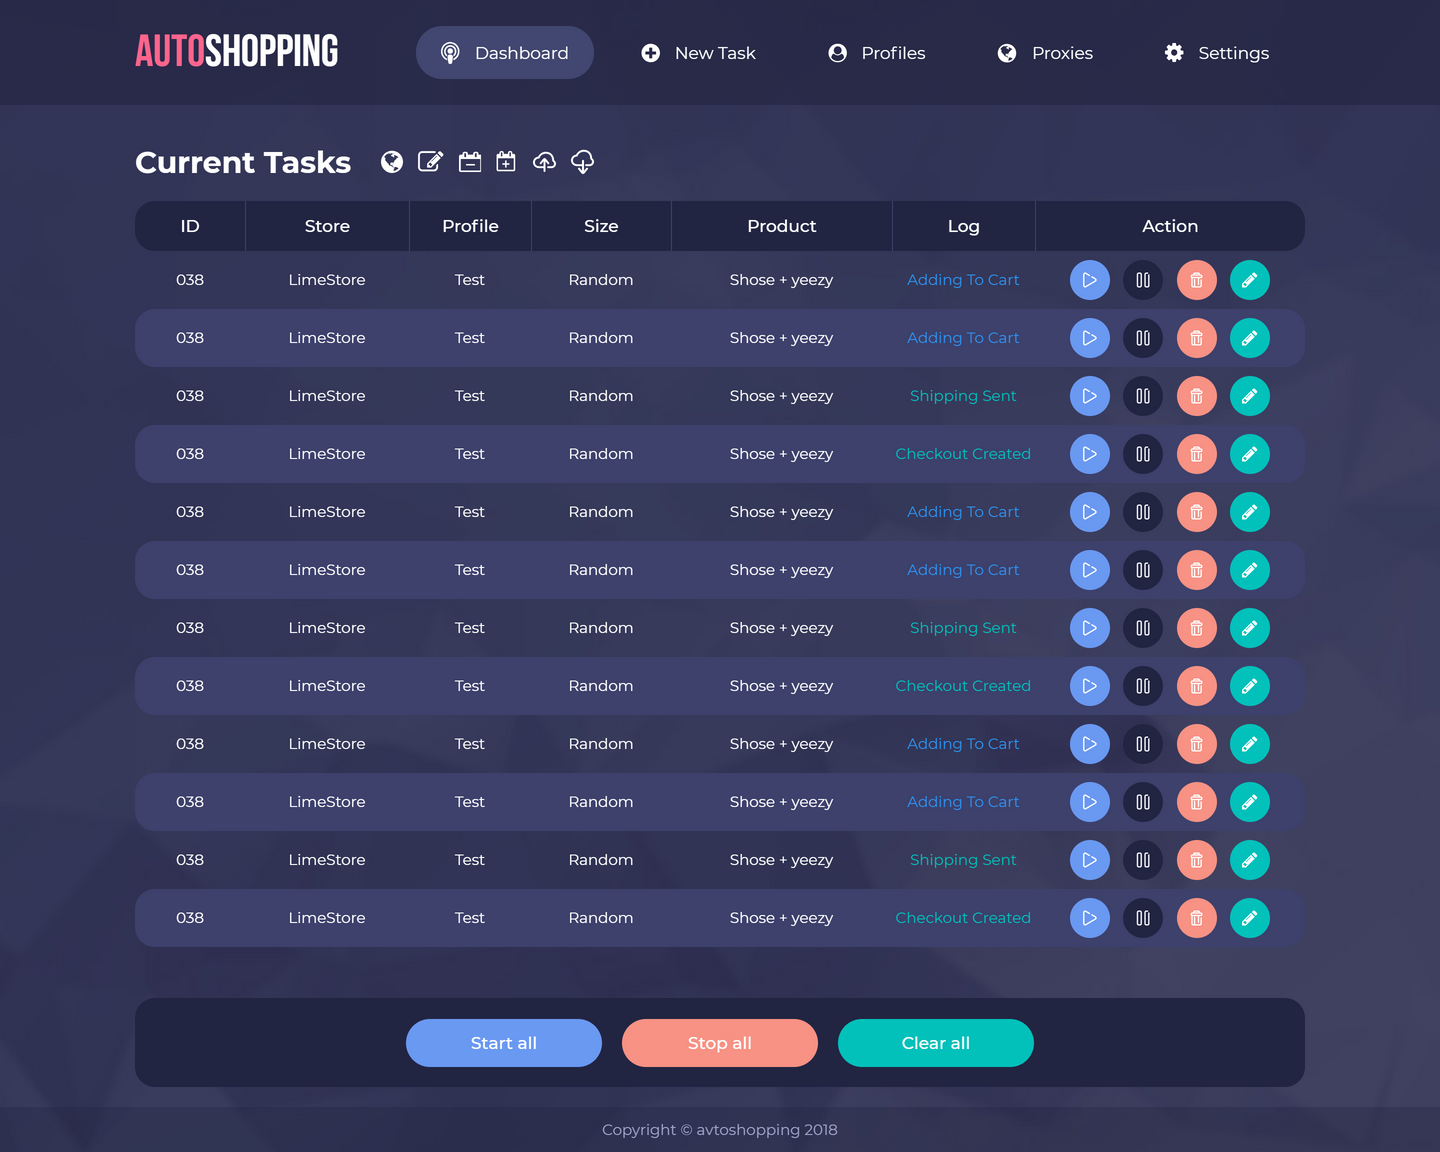 AUTOSHOPPING Dashboard New Task Profiles Proxies Settings
Current Tasks
ID Store Profile Size Product Log Action
038 LimeStore Test Random Shose + yeezy Adding To Cart
038 LimeStore Test Random Shose + yeezy Adding To Cart
038 LimeStore Test Random Shose + yeezy Shipping Sent
038 LimeStore Test Random Shose + yeezy Checkout Created
038 LimeStore Test Random Shose + yeezy Adding To Cart
038 LimeStore Test Random Shose + yeezy Adding To Cart
038 LimeStore Test Random Shose + yeezy Shipping Sent
038 LimeStore Test Random Shose + yeezy Checkout Created
038 LimeStore Test Random Shose + yeezy Adding To Cart
038 LimeStore Test Random Shose + yeezy Adding To Cart
038 LimeStore Test Random Shose + yeezy Shipping Sent
038 LimeStore Test Random Shose + yeezy Checkout Created
Start all Stop all Clear all
Copyright © avtoshopping 2018